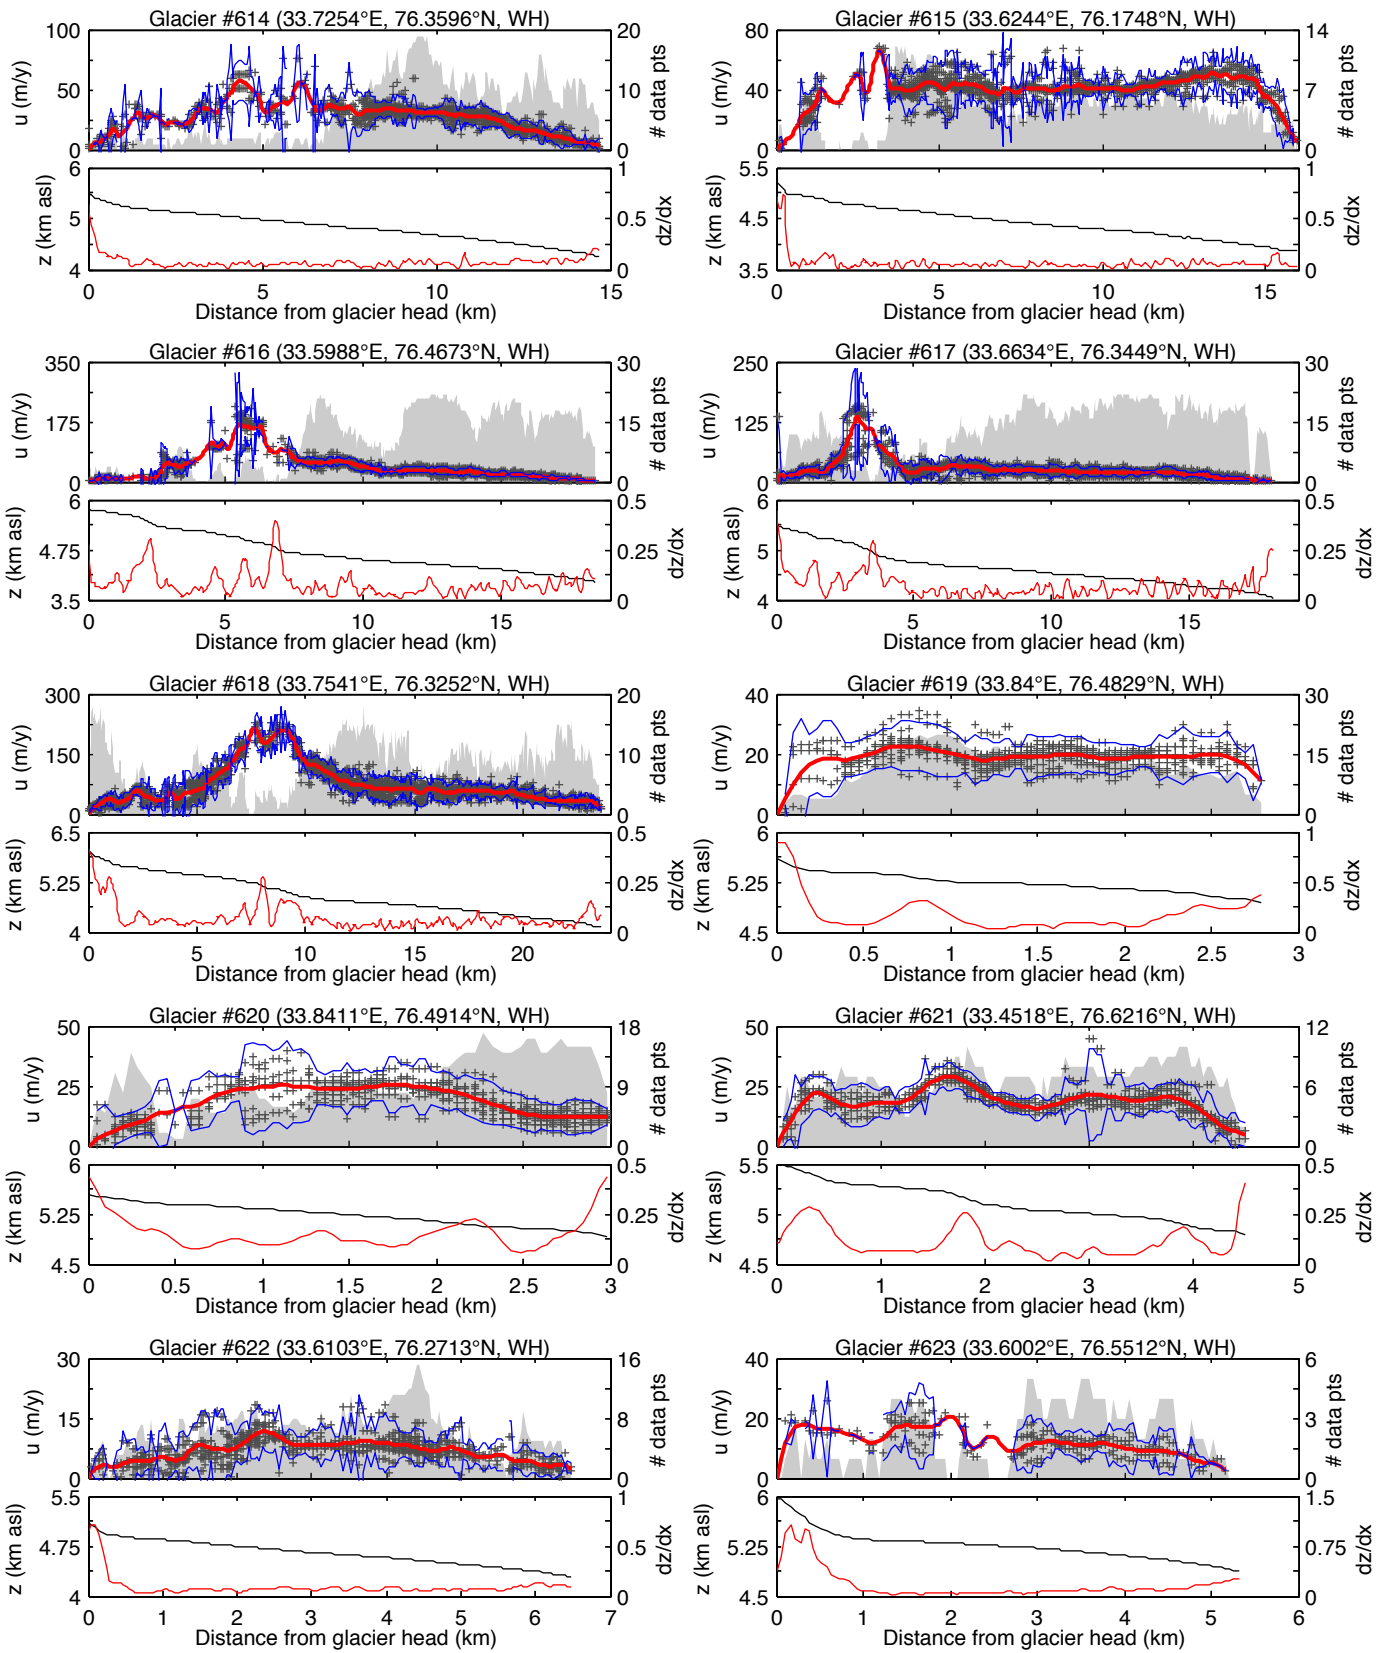 Glacier #614 (33.7254°E, 76.3596°N, WH)
100
50
0
u (m/y)
20
10
0
# data pts
6
5
4
z (km asl)
1
0.5
0
dz/dx
0 5 10 15
Distance from glacier head (km)
Glacier #615 (33.6244°E, 76.1748°N, WH)
80
40
0
u (m/y)
14
7
0
# data pts
5.5
4.5
3.5
z (km asl)
1
0.5
0
dz/dx
0 5 10 15
Distance from glacier head (km)
Glacier #616 (33.5988°E, 76.4673°N, WH)
350
175
0
u (m/y)
30
15
0
# data pts
6
4.75
3.5
z (km asl)
0.5
0.25
0
dz/dx
0 5 10 15
Distance from glacier head (km)
Glacier #617 (33.6634°E, 76.3449°N, WH)
250
125
0
u (m/y)
30
15
0
# data pts
6
5
4
z (km asl)
0.5
0.25
0
dz/dx
0 5 10 15
Distance from glacier head (km)
Glacier #618 (33.7541°E, 76.3252°N, WH)
300
150
0
u (m/y)
20
10
0
# data pts
6.5
5.25
4
z (km asl)
0.5
0.25
0
dz/dx
0 5 10 15 20
Distance from glacier head (km)
Glacier #619 (33.84°E, 76.4829°N, WH)
40
20
0
u (m/y)
30
15
0
# data pts
6
5.25
4.5
z (km asl)
1
0.5
0
dz/dx
0 0.5 1 1.5 2 2.5 3
Distance from glacier head (km)
Glacier #620 (33.8411°E, 76.4914°N, WH)
50
25
0
u (m/y)
18
9
0
# data pts
6
5.25
4.5
z (km asl)
0.5
0.25
0
dz/dx
0 0.5 1 1.5 2 2.5 3
Distance from glacier head (km)
Glacier #621 (33.4518°E, 76.6216°N, WH)
50
25
0
u (m/y)
12
6
0
# data pts
5.5
5
4.5
z (km asl)
0.5
0.25
0
dz/dx
0 1 2 3 4 5
Distance from glacier head (km)
Glacier #622 (33.6103°E, 76.2713°N, WH)
30
15
0
u (m/y)
16
8
0
# data pts
5.5
4.75
4
z (km asl)
1
0.5
0
dz/dx
0 1 2 3 4 5 6 7
Distance from glacier head (km)
Glacier #623 (33.6002°E, 76.5512°N, WH)
40
20
0
u (m/y)
6
3
0
# data pts
6
5.25
4.5
z (km asl)
1.5
0.75
0
dz/dx
0 1 2 3 4 5 6
Distance from glacier head (km)